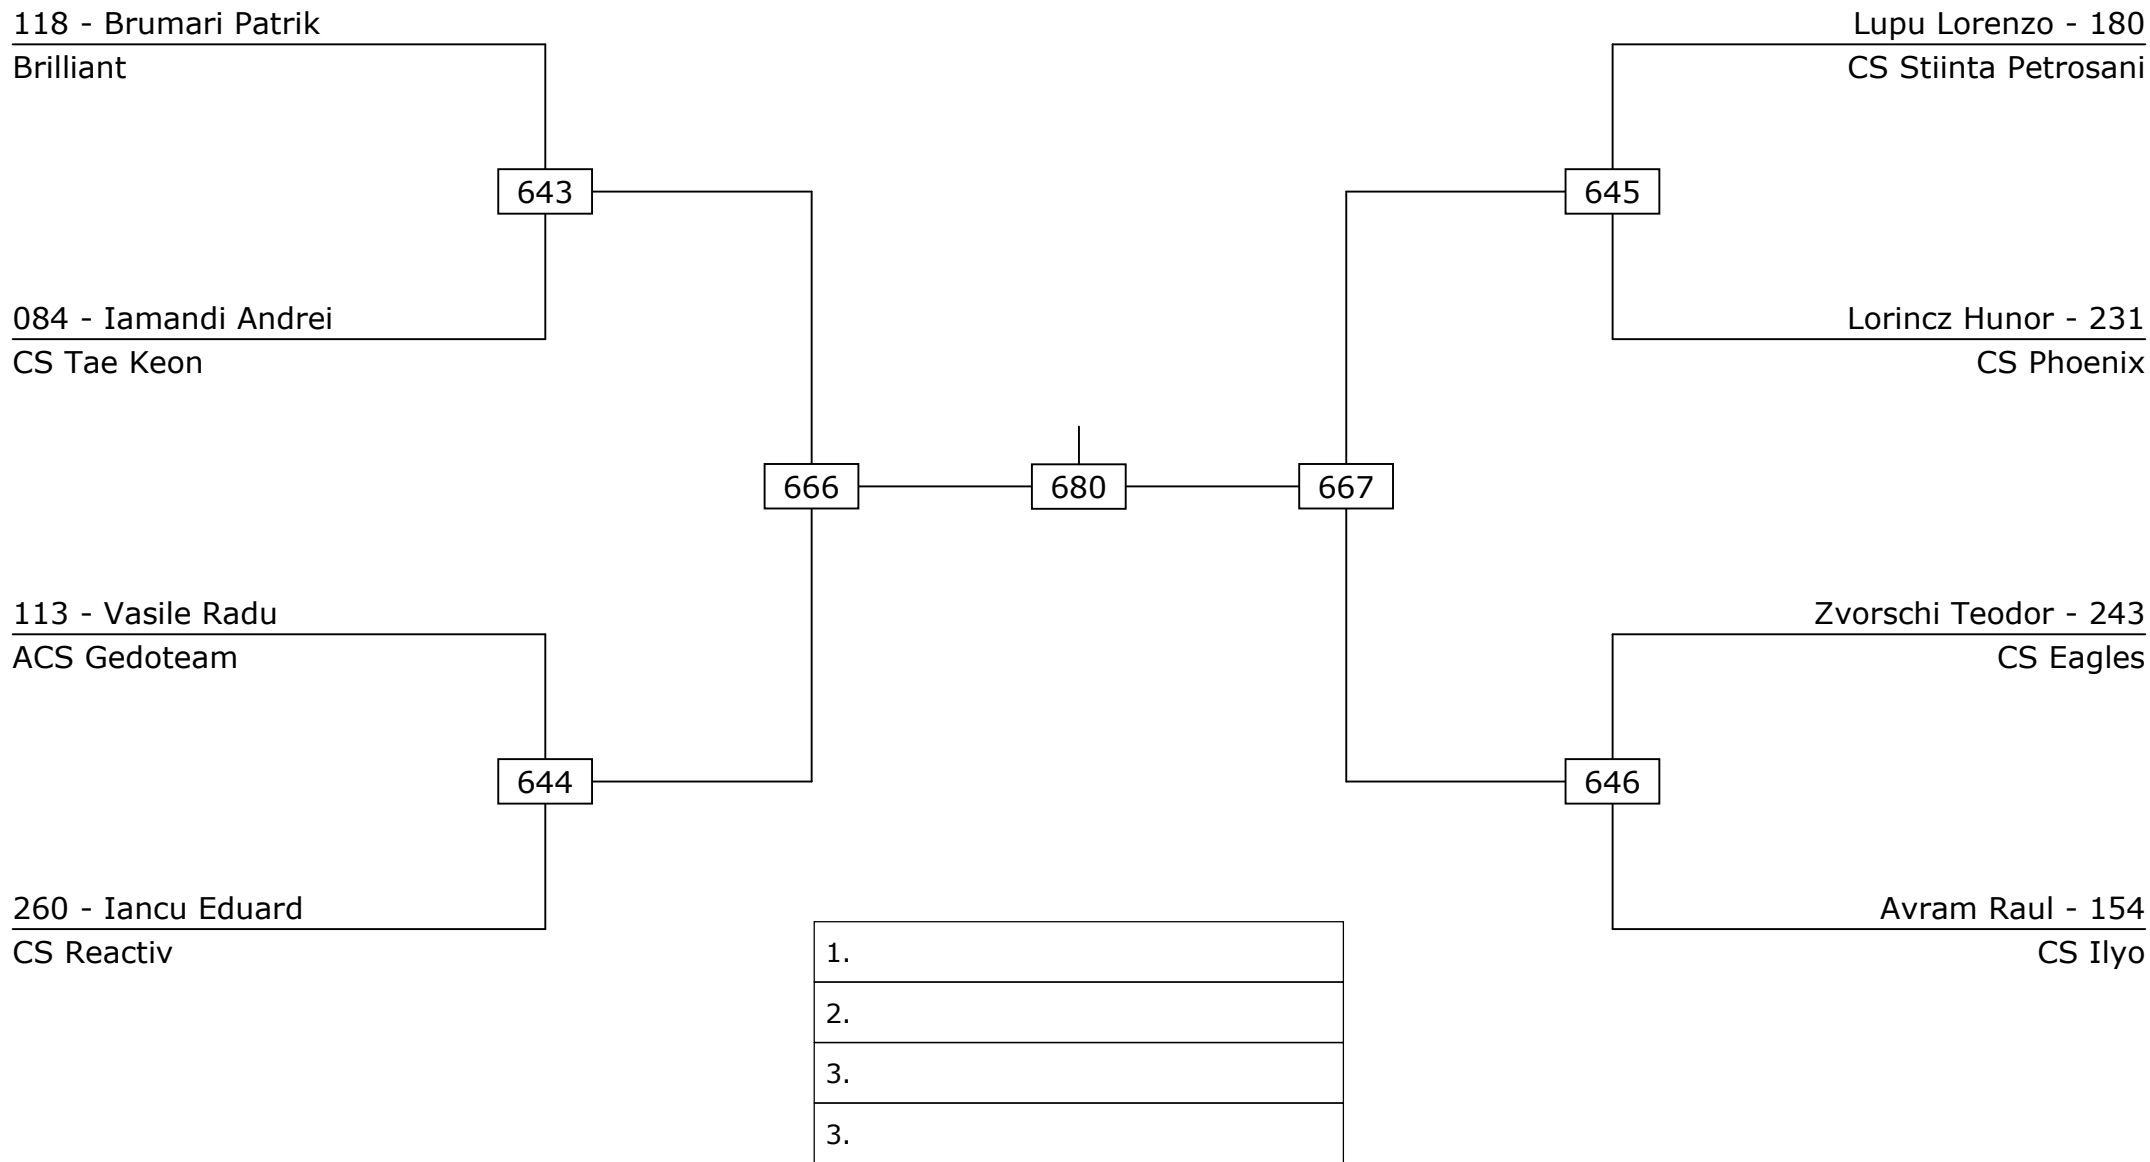 118 - Brumari Patrik
Brilliant
643
084 - Iamandi Andrei
CS Tae Keon
113 - Vasile Radu
ACS Gedoteam
644
260 - Iancu Eduard
CS Reactiv
666
680
667
Lupu Lorenzo - 180
CS Stiinta Petrosani
645
Lorincz Hunor - 231
CS Phoenix
Zvorschi Teodor - 243
CS Eagles
646
Avram Raul - 154
CS Ilyo
1.
2.
3.
3.